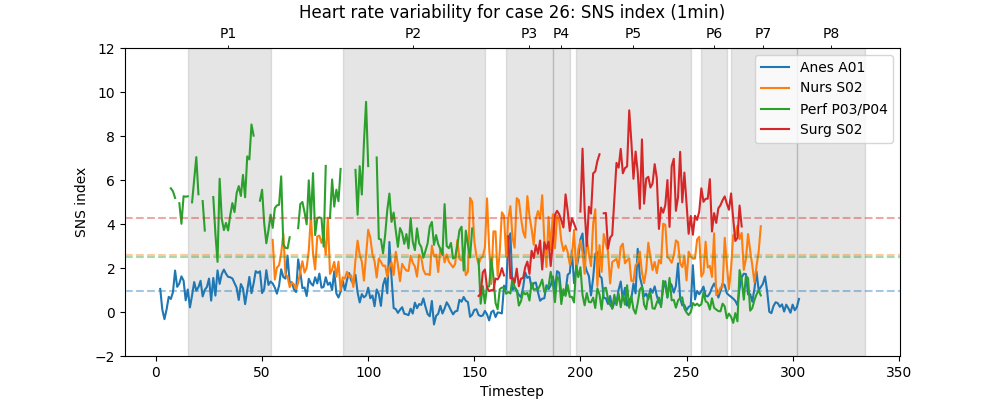 Heart rate variability for case 26: SNS index (1min)
P1 P2 P3 P4 P5 P6 P7 P8
12
10
8
6
4
2
0
−2
SNS index
Anes A01
Nurs S02
Perf P03/P04
Surg S02
0 50 100 150 200 250 300 350
Timestep